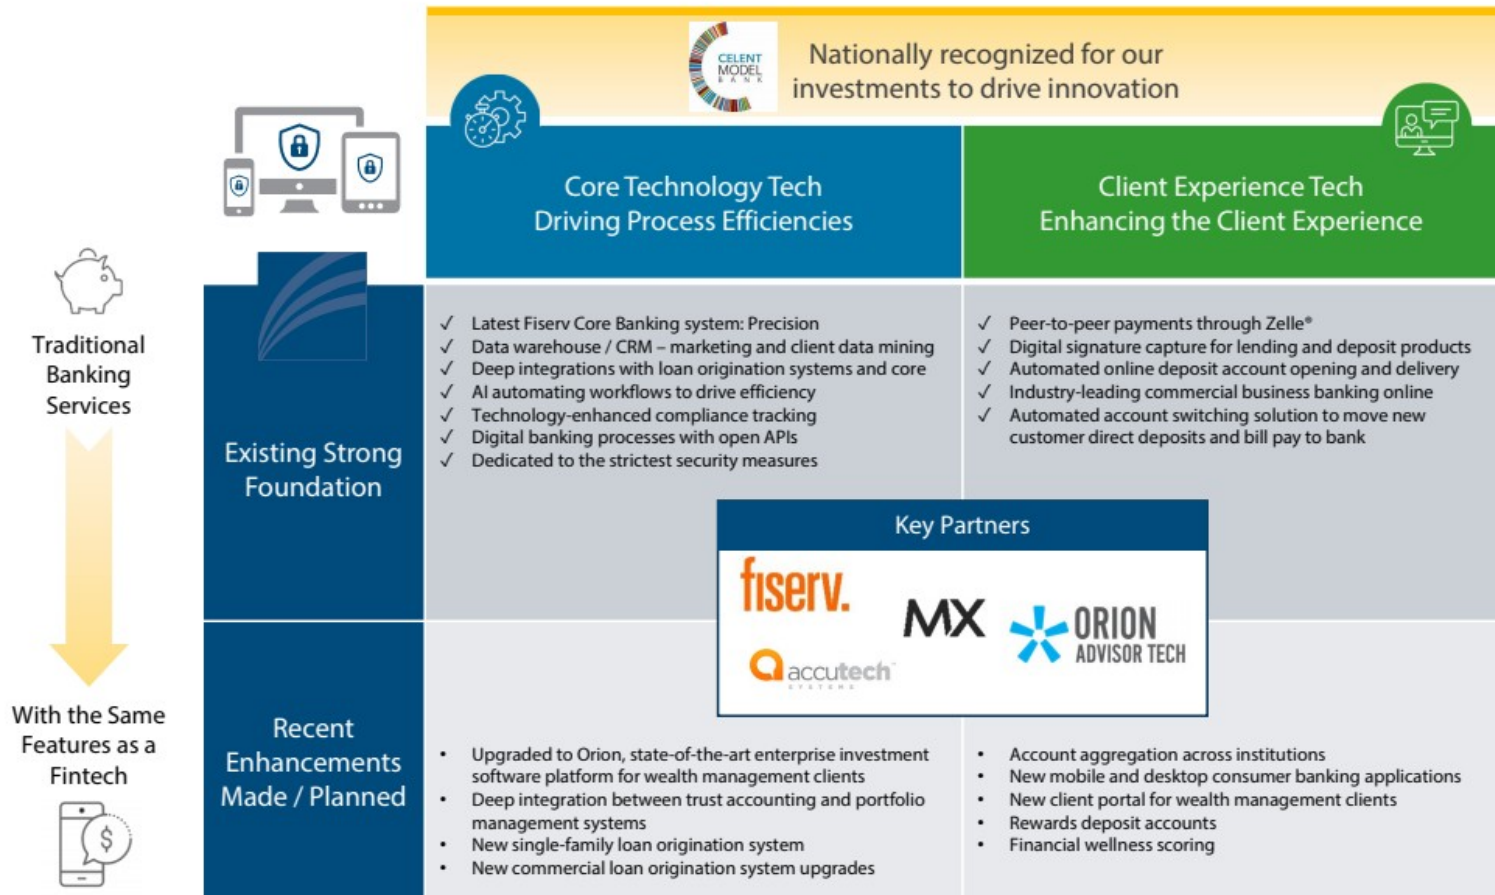 CELENT
MODEL
BANK
Nationally recognized for our
investments to drive innovation
Core Technology Tech
Driving Process Efficiencies
Client Experience Tech
Enhancing the Client Experience
Traditional
Banking
Services
With the Same
Features as a
Fintech
$
Existing Strong
Foundation
✓ Latest Fiserv Core Banking system: Precision
✓ Data warehouse / CRM – marketing and client data mining
✓ Deep integrations with loan origination systems and core
✓ AI automating workflows to drive efficiency
✓ Technology-enhanced compliance tracking
✓ Digital banking processes with open APIs
✓ Dedicated to the strictest security measures
✓ Peer-to-peer payments through Zelle®
✓ Digital signature capture for lending and deposit products
✓ Automated online deposit account opening and delivery
✓ Industry-leading commercial business banking online
✓ Automated account switching solution to move new
customer direct deposits and bill pay to bank
Key Partners
fiserv.
accutech™
SYSTEMS
MX
ORION
ADVISOR TECH
Recent
Enhancements
Made / Planned
• Upgraded to Orion, state-of-the-art enterprise investment
software platform for wealth management clients
• Deep integration between trust accounting and portfolio
management systems
• New single-family loan origination system
• New commercial loan origination system upgrades
• Account aggregation across institutions
• New mobile and desktop consumer banking applications
• New client portal for wealth management clients
• Rewards deposit accounts
• Financial wellness scoring